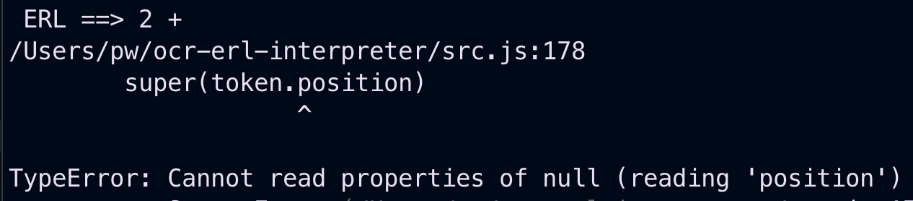 ERL ==> 2 +
/Users/pw/ocr-erl-interpreter/src.js:178
        super(token.position)
                    ^
TypeError: Cannot read properties of null (reading 'position')